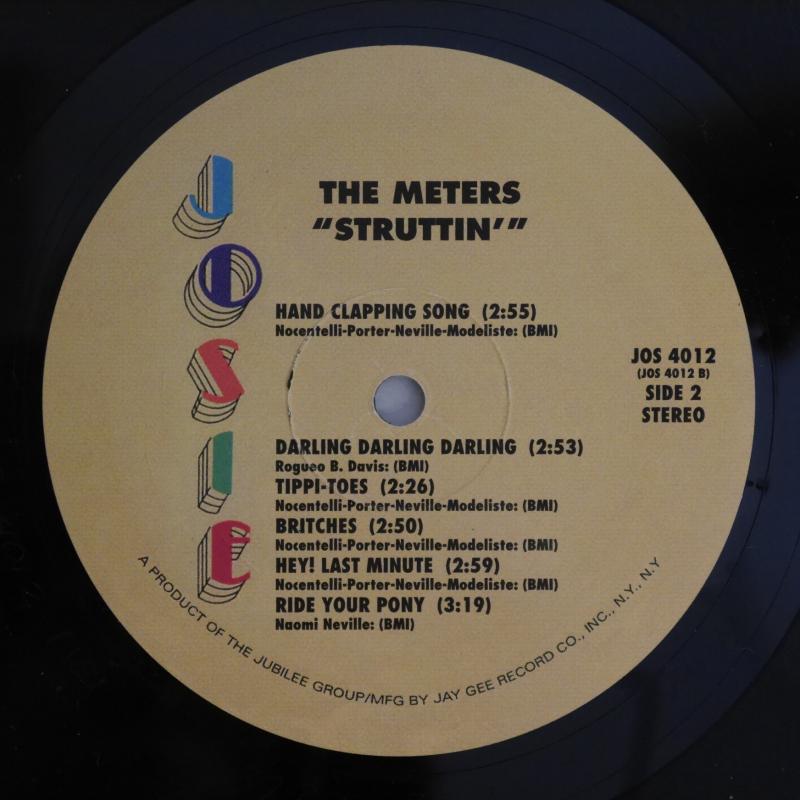 JOSIE
THE METERS
"STRUTTIN'"
HAND CLAPPING SONG (2:55)
Nocentelli-Porter-Neville-Modeliste: (BMI)
JOS 4012
(JOS 4012 B)
SIDE 2
STEREO
DARLING DARLING DARLING (2:53)
Rogueo B. Davis: (BMI)
TIPPI-TOES (2:26)
Nocentelli-Porter-Neville-Modeliste: (BMI)
BRITCHES (2:50)
Nocentelli-Porter-Neville-Modeliste: (BMI)
HEY! LAST MINUTE (2:59)
Nocentelli-Porter-Neville-Modeliste: (BMI)
RIDE YOUR PONY (3:19)
Naomi Neville: (BMI)
A PRODUCT OF THE JUBILEE GROUP/MFG BY JAY GEE RECORD CO., INC., N.Y., N.Y